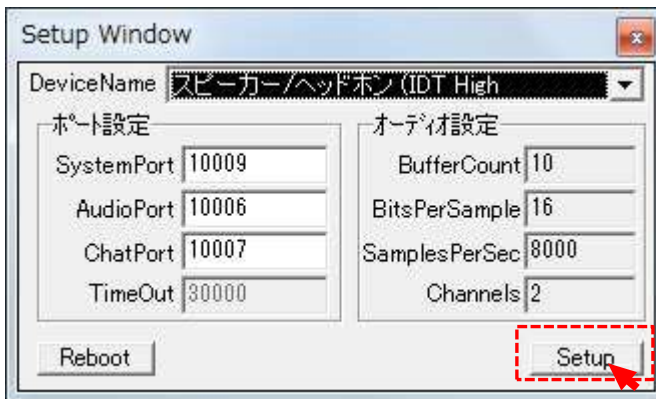 Setup Window
DeviceName スピーカー/ヘッドホン (IDT High
ポート設定
SystemPort 10009
AudioPort 10006
ChatPort 10007
TimeOut 30000
オーディオ設定
BufferCount 10
BitsPerSample 16
SamplesPerSec 8000
Channels 2
Reboot
Setup